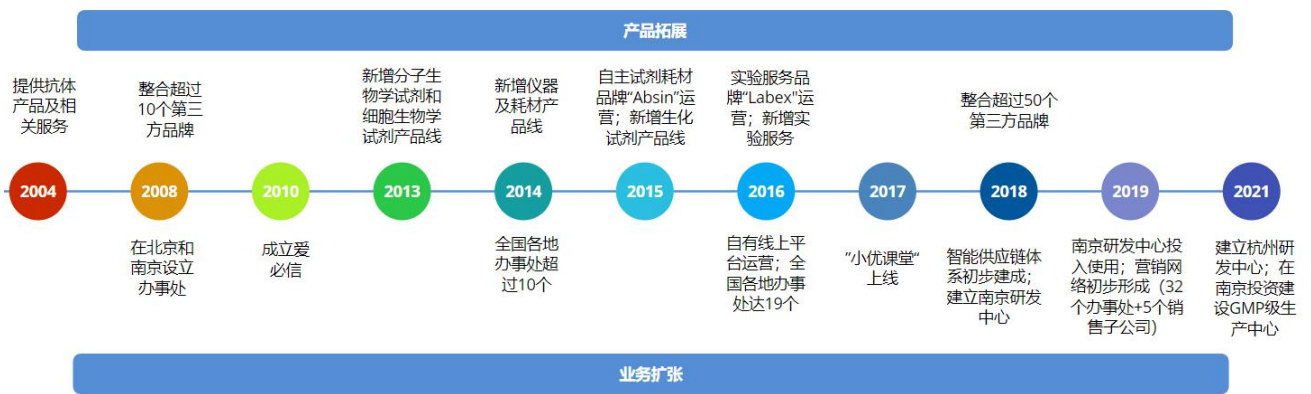 产品拓展
提供抗体
产品及相
关服务
整合超过
10个第三
方品牌
新增分子生
物学试剂和
细胞生物学
试剂产品线
新增仪器
及耗材产
品线
自主试剂耗材
品牌“Absin”运
营；新增生化
试剂产品线
实验服务品
牌“Labex"运
营；新增实
验服务
整合超过50个
第三方品牌
2004
2008
2010
2013
2014
2015
2016
2017
2018
2019
2021
在北京和
南京设立
办事处
成立爱
必信
全国各地
办事处超
过10个
自有线上平
台运营；全
国各地办事
处达19个
”小优课堂“
上线
智能供应链体
系初步建成；
建立南京研发
中心
南京研发中心投
入使用；营销网
络初步形成（32
个办事处+5个销
售子公司）
建立杭州研
发中心；在
南京投资建
设GMP级生
产中心
业务扩张